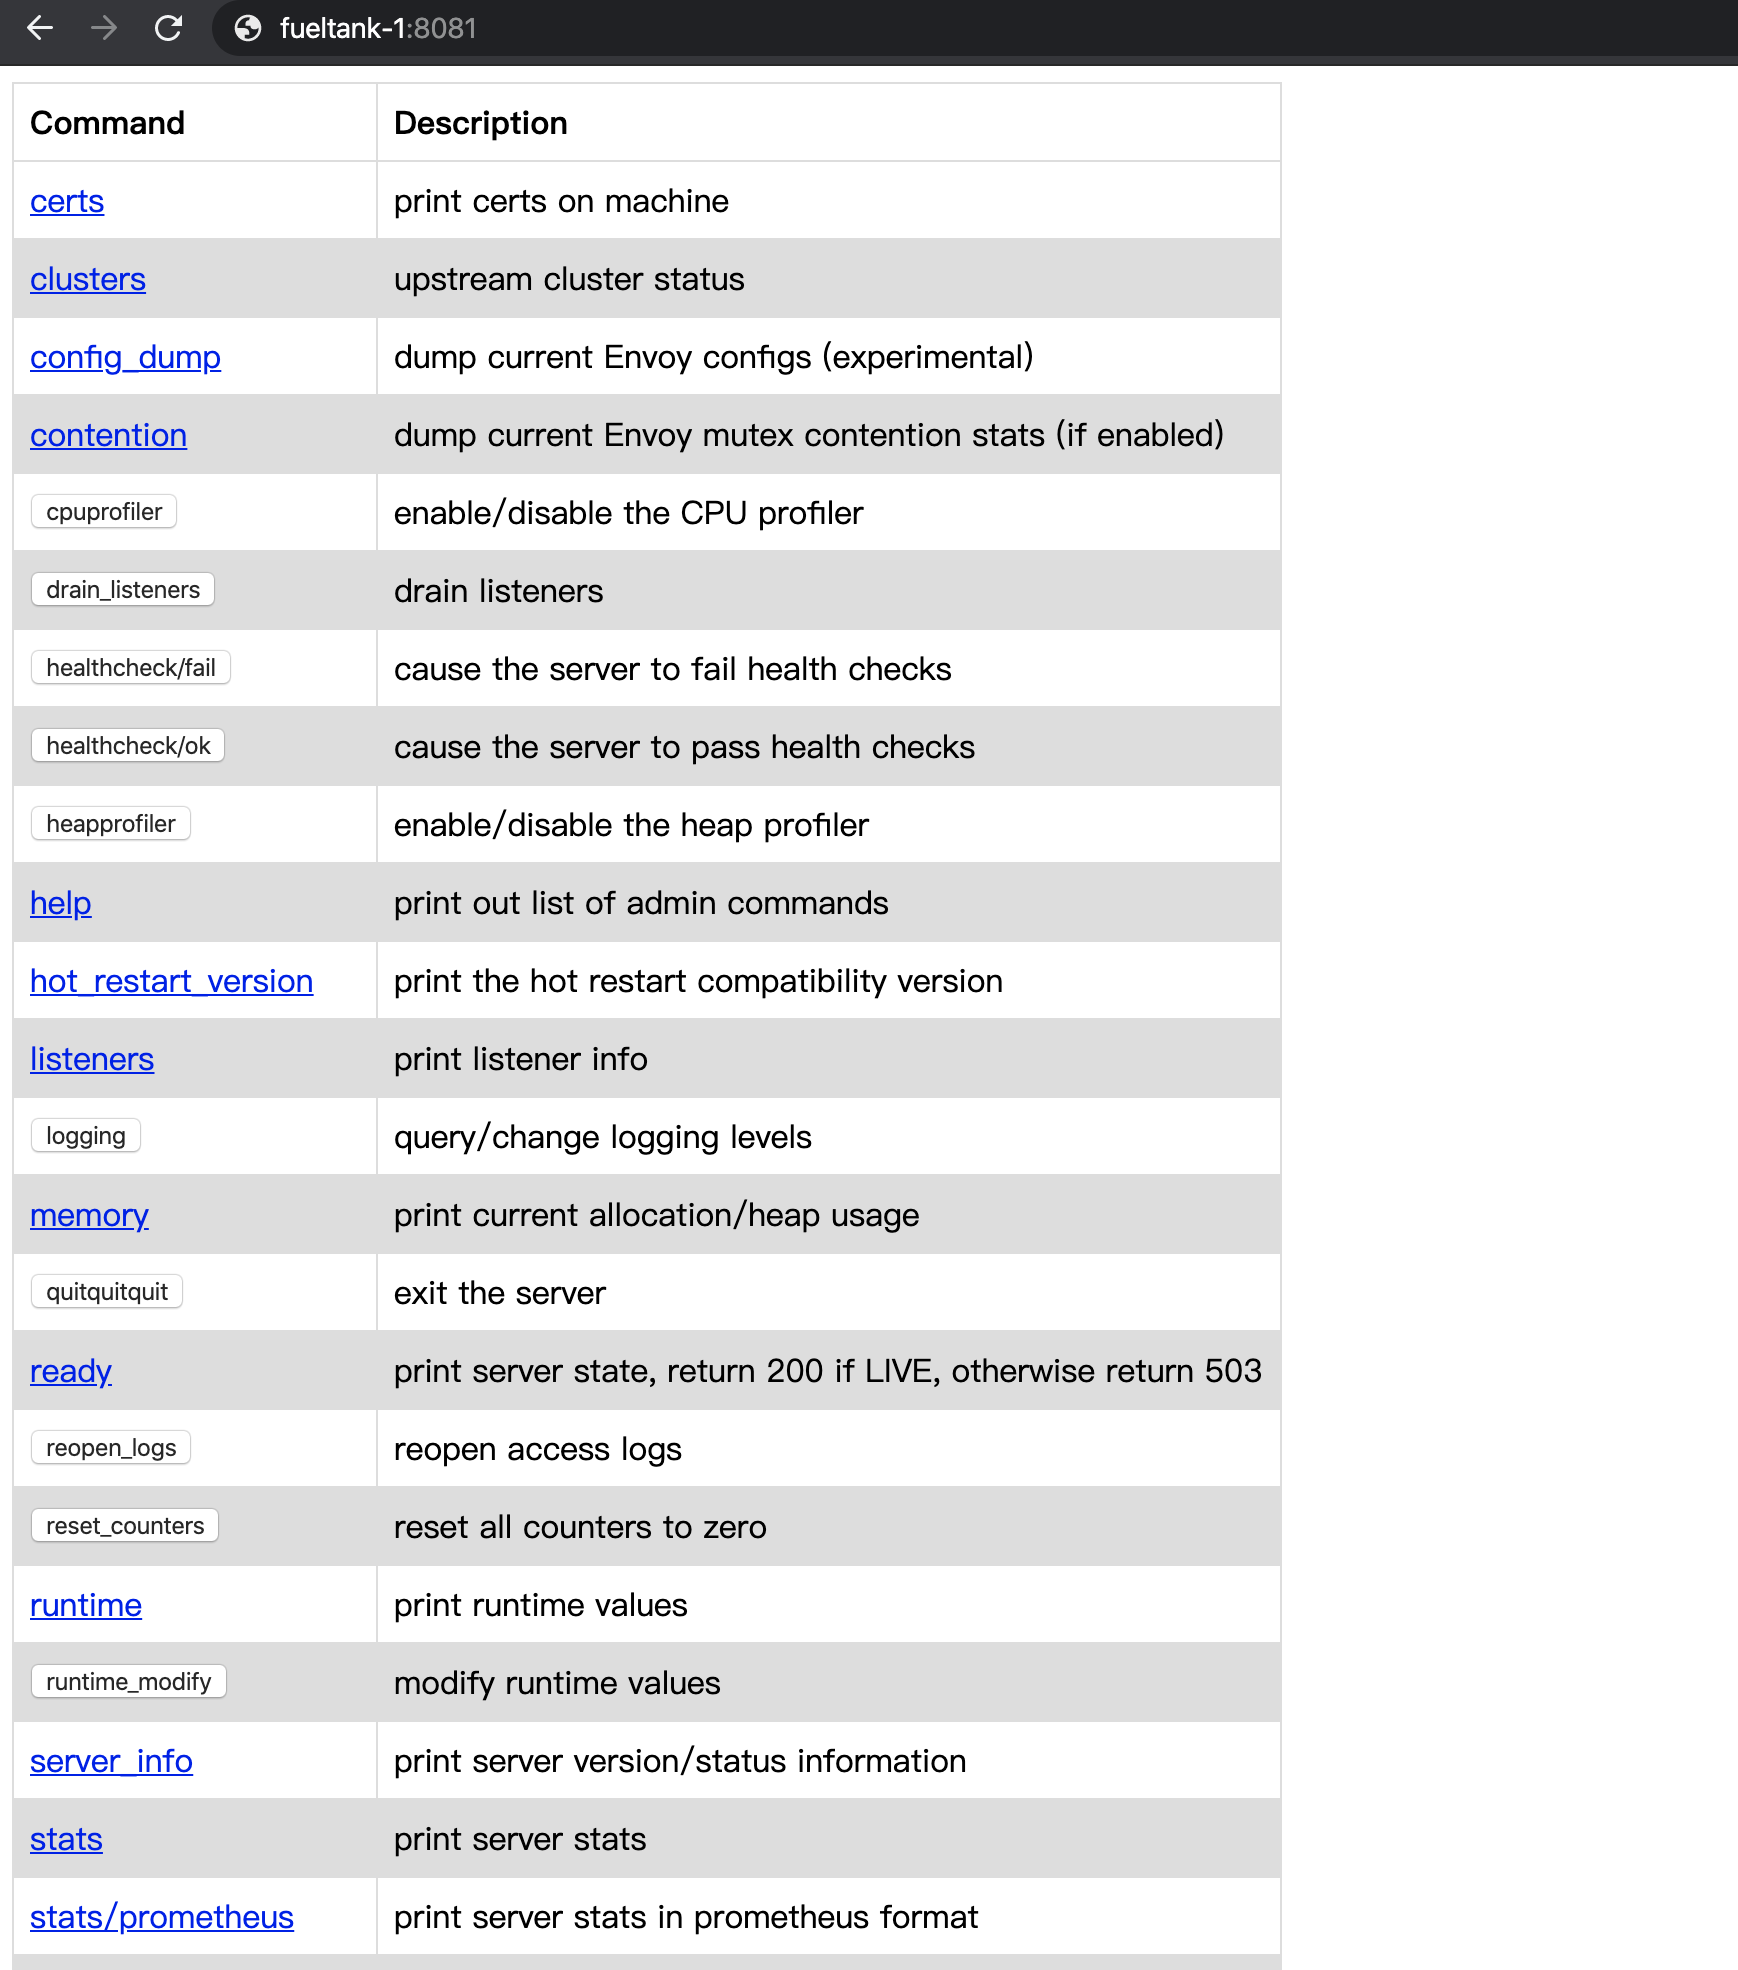 fueltank-1:8081
Command Description
certs print certs on machine
clusters upstream cluster status
config_dump dump current Envoy configs (experimental)
contention dump current Envoy mutex contention stats (if enabled)
cpuprofiler enable/disable the CPU profiler
drain_listeners drain listeners
healthcheck/fail cause the server to fail health checks
healthcheck/ok cause the server to pass health checks
heapprofiler enable/disable the heap profiler
help print out list of admin commands
hot_restart_version print the hot restart compatibility version
listeners print listener info
logging query/change logging levels
memory print current allocation/heap usage
quitquitquit exit the server
ready print server state, return 200 if LIVE, otherwise return 503
reopen_logs reopen access logs
reset_counters reset all counters to zero
runtime print runtime values
runtime_modify modify runtime values
server_info print server version/status information
stats print server stats
stats/prometheus print server stats in prometheus format